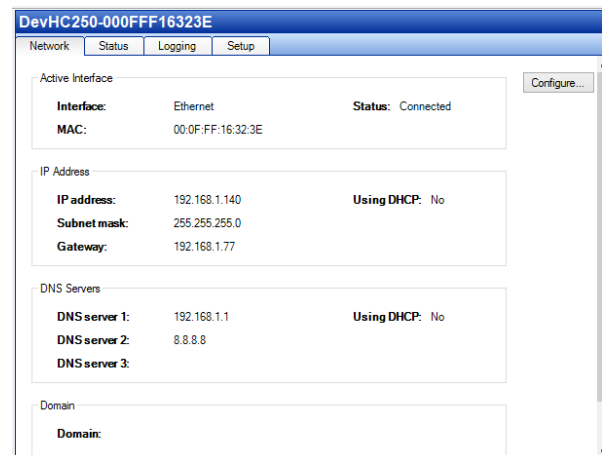 DevHC250-000FFF16323E
Network Status Logging Setup
Active Interface
Configure...
Interface: Ethernet Status: Connected
MAC: 00:0F:FF:16:32:3E
IP Address
IP address: 192.168.1.140 Using DHCP: No
Subnet mask: 255.255.255.0
Gateway: 192.168.1.77
DNS Servers
DNS server 1: 192.168.1.1 Using DHCP: No
DNS server 2: 8.8.8.8
DNS server 3:
Domain
Domain: